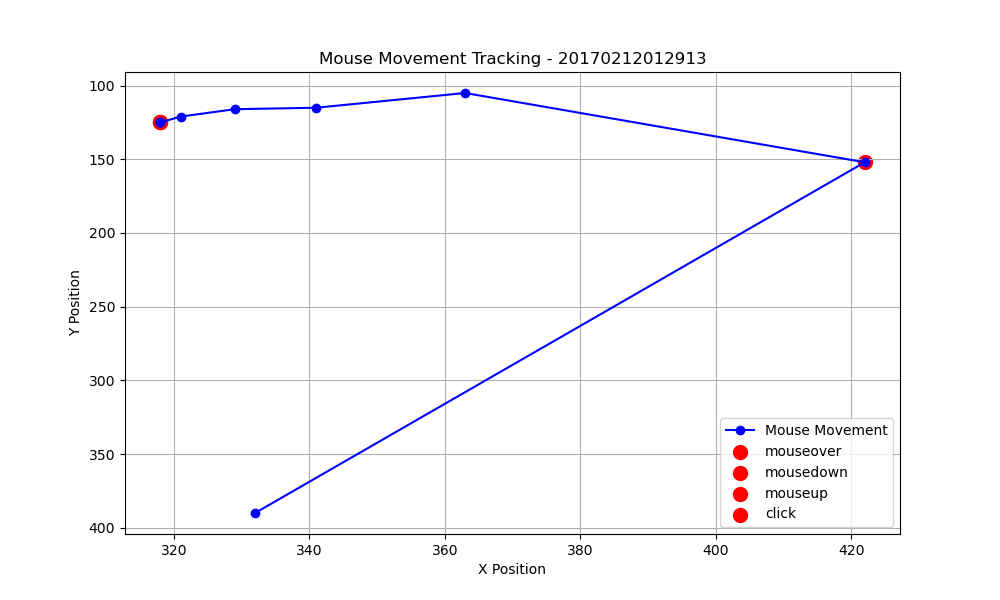 Mouse Movement Tracking - 20170212012913
100
150
200
250
300
350
400
Y Position
Mouse Movement
mouseover
mousedown
mouseup
click
320
340
360
380
400
420
X Position